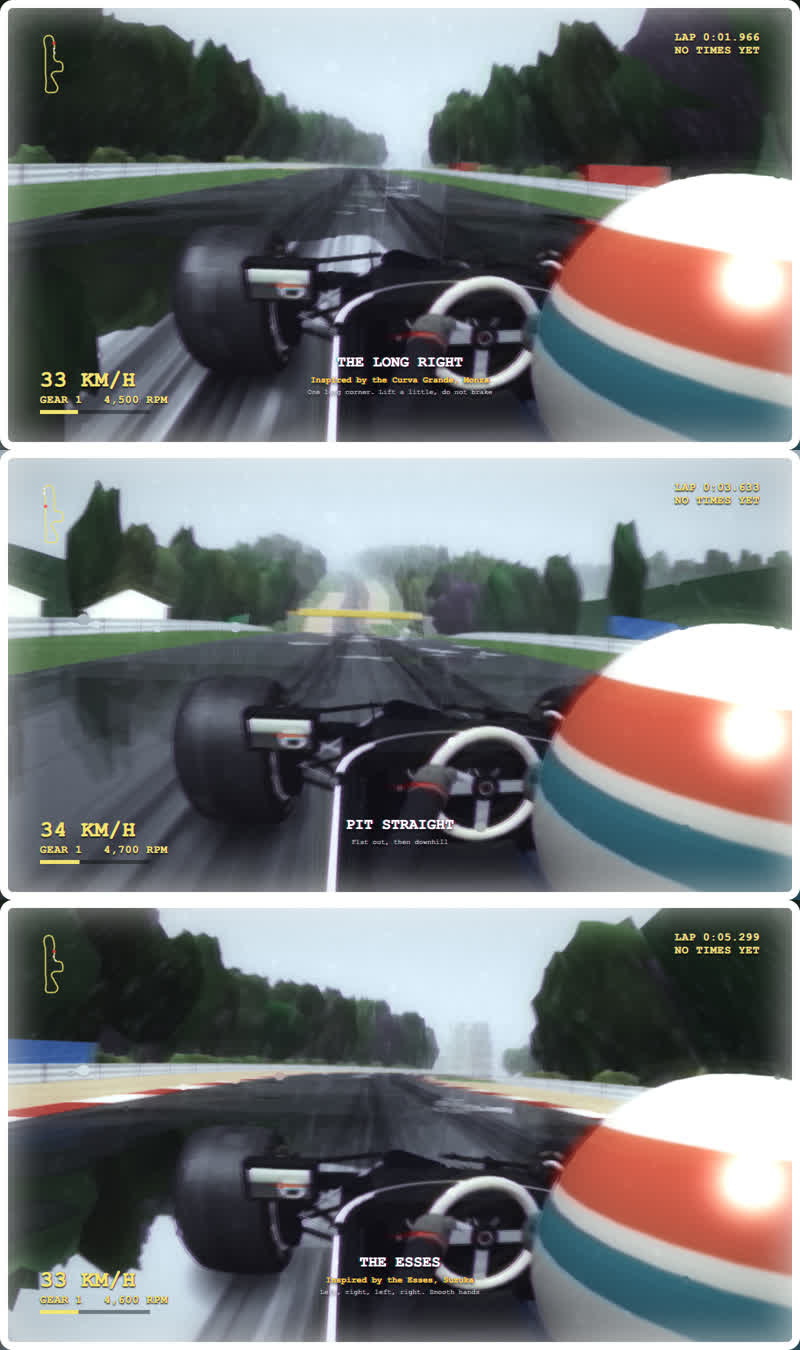 LAP 0:01.966
NO TIMES YET
THE LONG RIGHT
Inspired by the Curva Grande, Monza
One long corner. Lift a little, do not brake
33 KM/H
GEAR 1 4,500 RPM
LAP 0:03.633
NO TIMES YET
PIT STRAIGHT
Flat out, then downhill
34 KM/H
GEAR 1 4,700 RPM
LAP 0:05.299
NO TIMES YET
THE ESSES
Inspired by the Esses, Suzuka
Left, right, left, right. Smooth hands
33 KM/H
GEAR 1 4,600 RPM